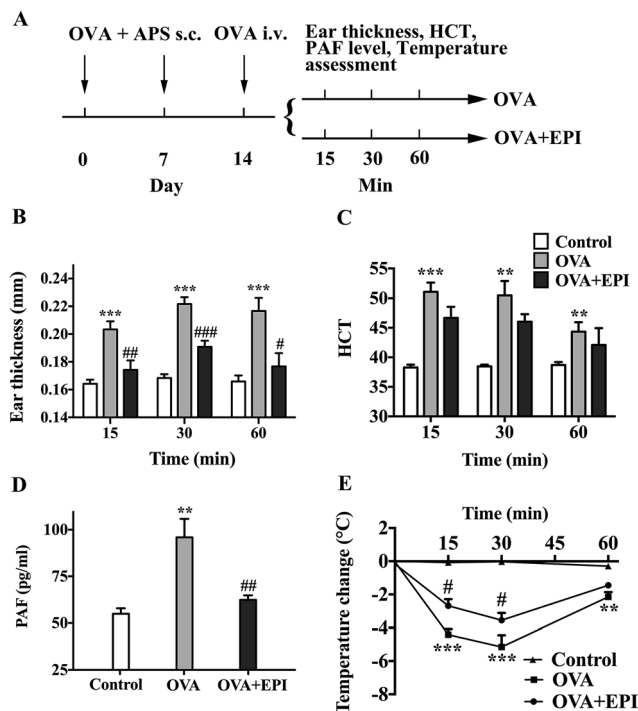 A
OVA + APS s.c. OVA i.v.
Ear thickness, HCT,
PAF level, Temperature
assessment
OVA
OVA+EPI
0 7 14 15 30 60
Day Min
B
Ear thickness (mm)
0.24
0.22
0.20
0.18
0.16
0.14
*** *** ***
## ### #
15 30 60
Time (min)
C
Control
OVA
OVA+EPI
HCT
55
50
45
40
35
30
*** ** **
15 30 60
Time (min)
D
PAF (pg/ml)
100
75
50
25
**
##
Control OVA OVA+EPI
E
Time (min)
15 30 45 60
Temperature change (°C)
2
0
-2
-4
-6
-8
# #
*** *** **
Control
OVA
OVA+EPI